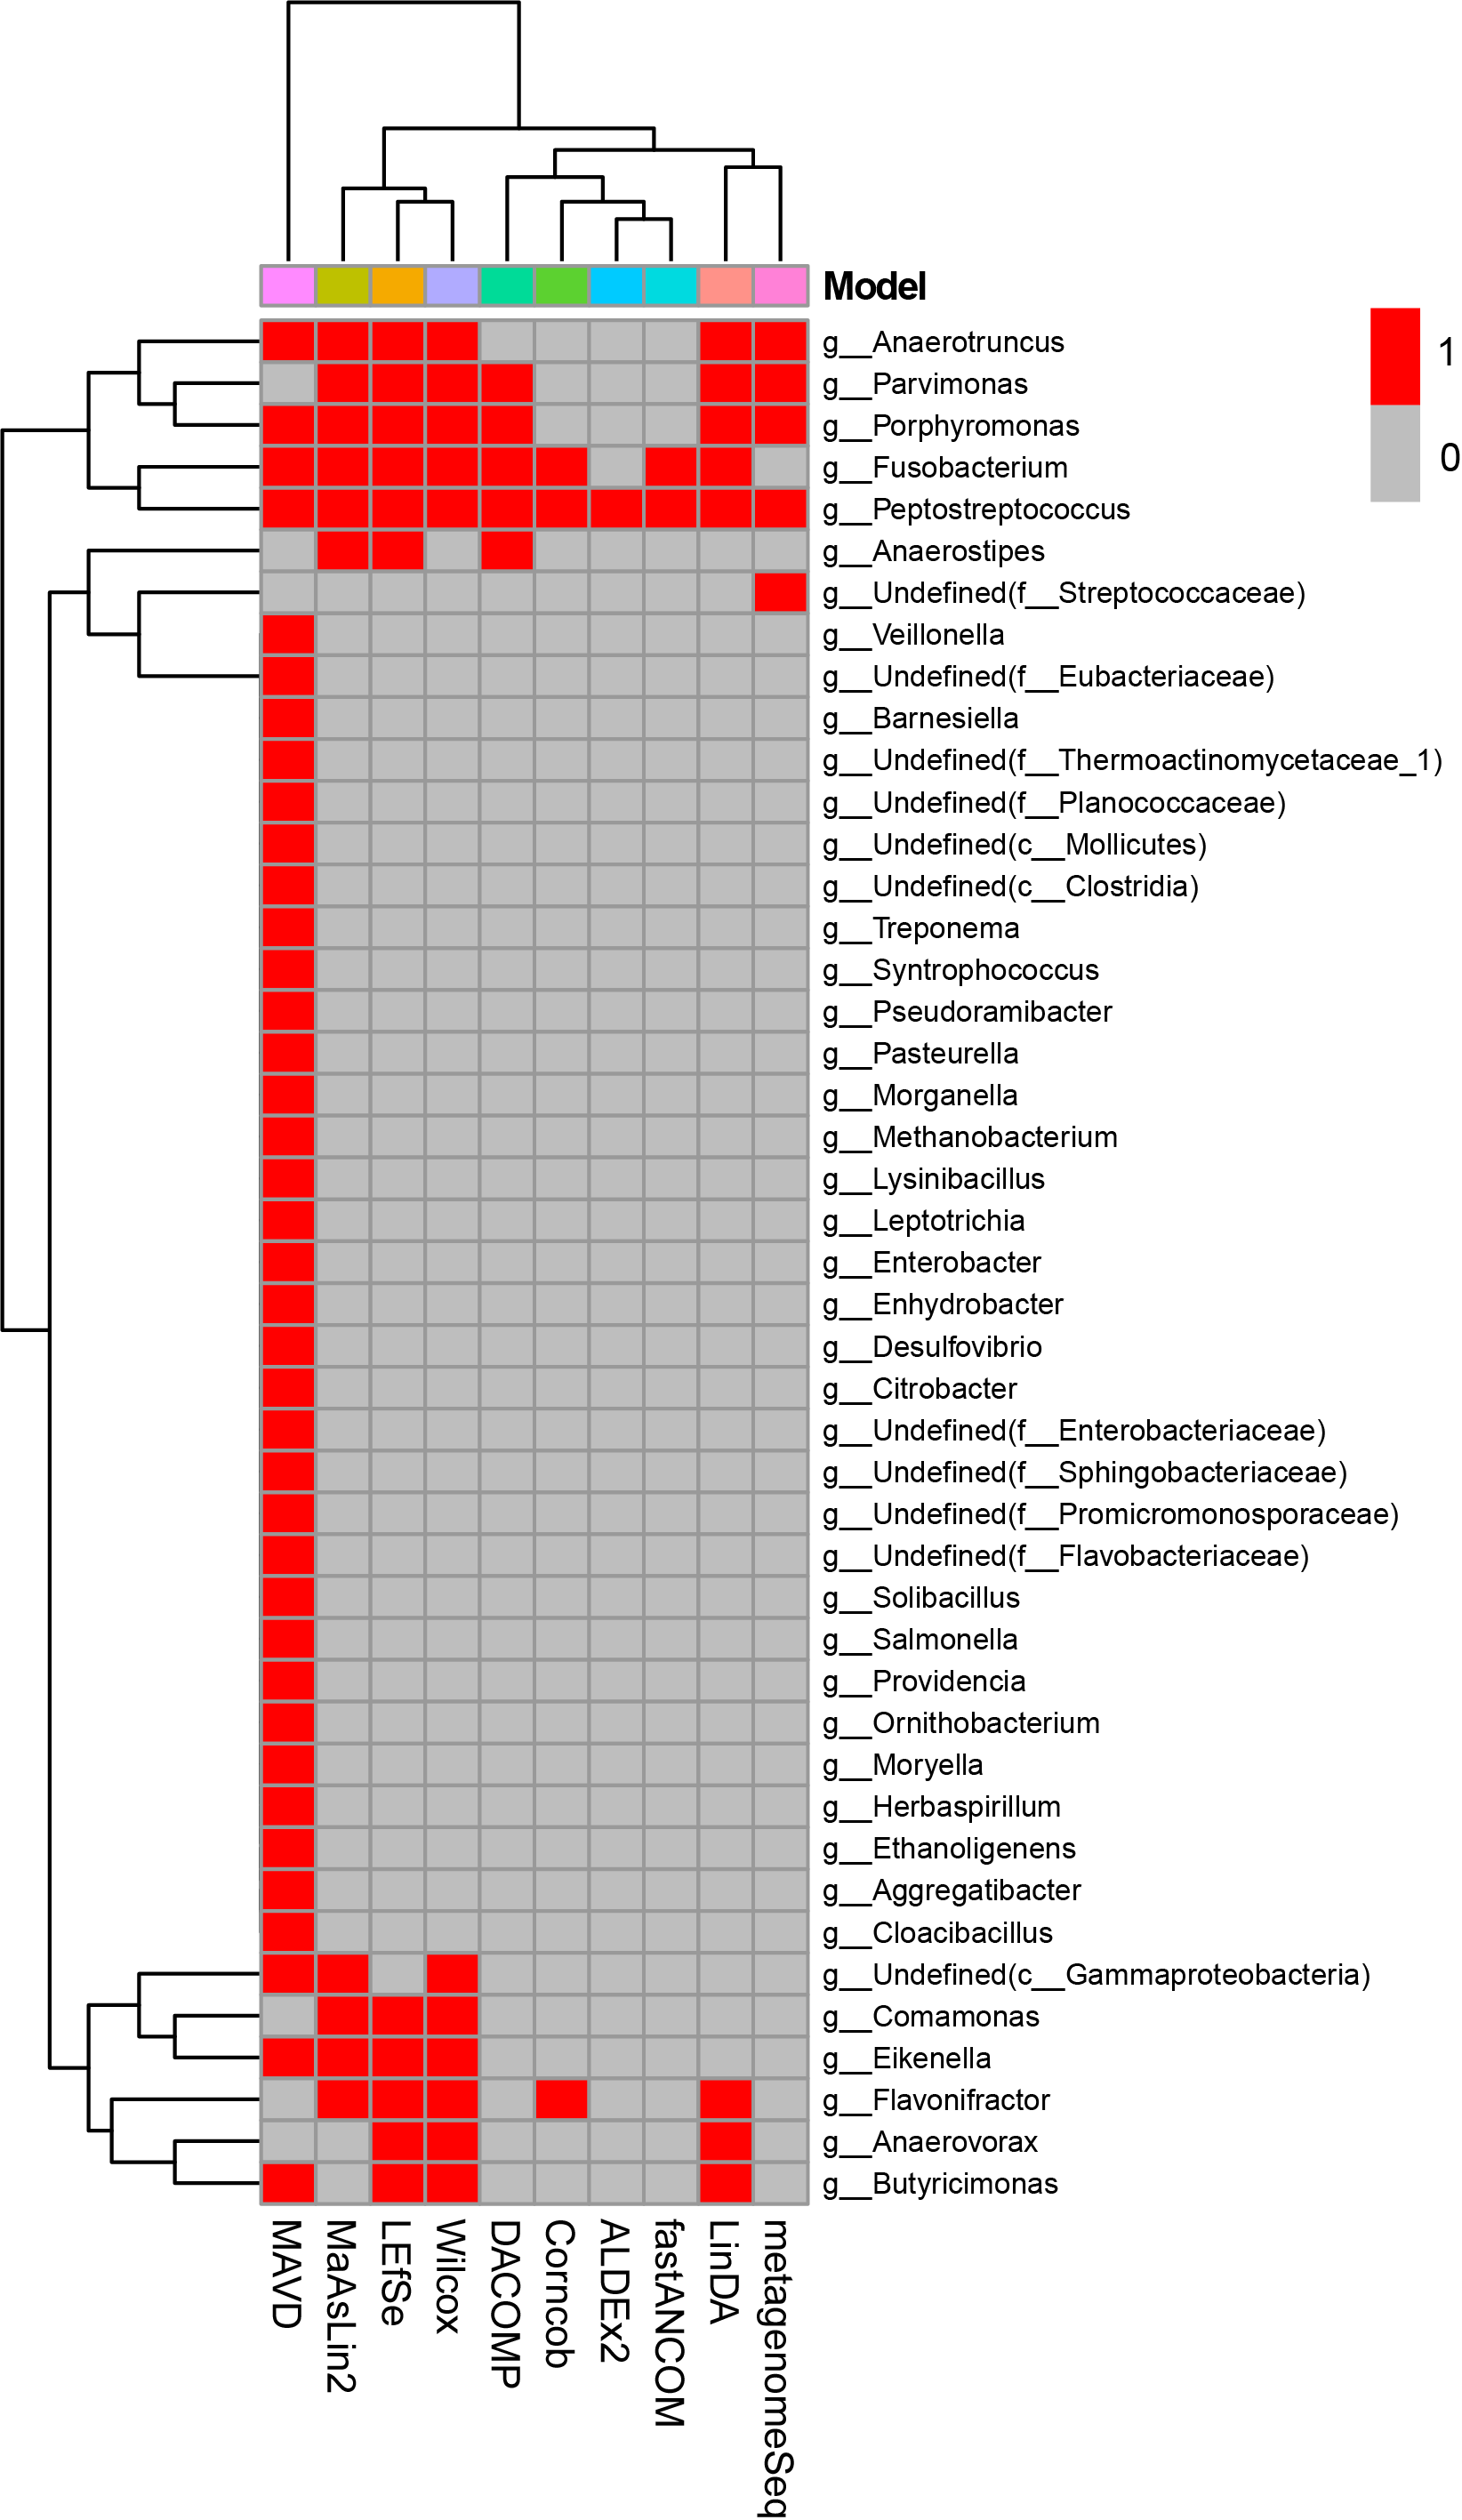 Model
1
0
g__Anaerotruncus
g__Parvimonas
g__Porphyromonas
g__Fusobacterium
g__Peptostreptococcus
g__Anaerostipes
g__Undefined(f__Streptococcaceae)
g__Veillonella
g__Undefined(f__Eubacteriaceae)
g__Barnesiella
g__Undefined(f__Thermoactinomycetaceae_1)
g__Undefined(f__Planococcaceae)
g__Undefined(c__Mollicutes)
g__Undefined(c__Clostridia)
g__Treponema
g__Syntrophococcus
g__Pseudoramibacter
g__Pasteurella
g__Morganella
g__Methanobacterium
g__Lysinibacillus
g__Leptotrichia
g__Enterobacter
g__Enhydrobacter
g__Desulfovibrio
g__Citrobacter
g__Undefined(f__Enterobacteriaceae)
g__Undefined(f__Sphingobacteriaceae)
g__Undefined(f__Promicromonosporaceae)
g__Undefined(f__Flavobacteriaceae)
g__Solibacillus
g__Salmonella
g__Providencia
g__Ornithobacterium
g__Moryella
g__Herbaspirillum
g__Ethanoligenens
g__Aggregatibacter
g__Cloacibacillus
g__Undefined(c__Gammaproteobacteria)
g__Comamonas
g__Eikenella
g__Flavonifractor
g__Anaerovorax
g__Butyricimonas
MAVD
MaAsLin2
LEfSe
Wilcox
DACOMP
Corncob
ALDEx2
fastANCOM
LinDA
metagenomeSeq